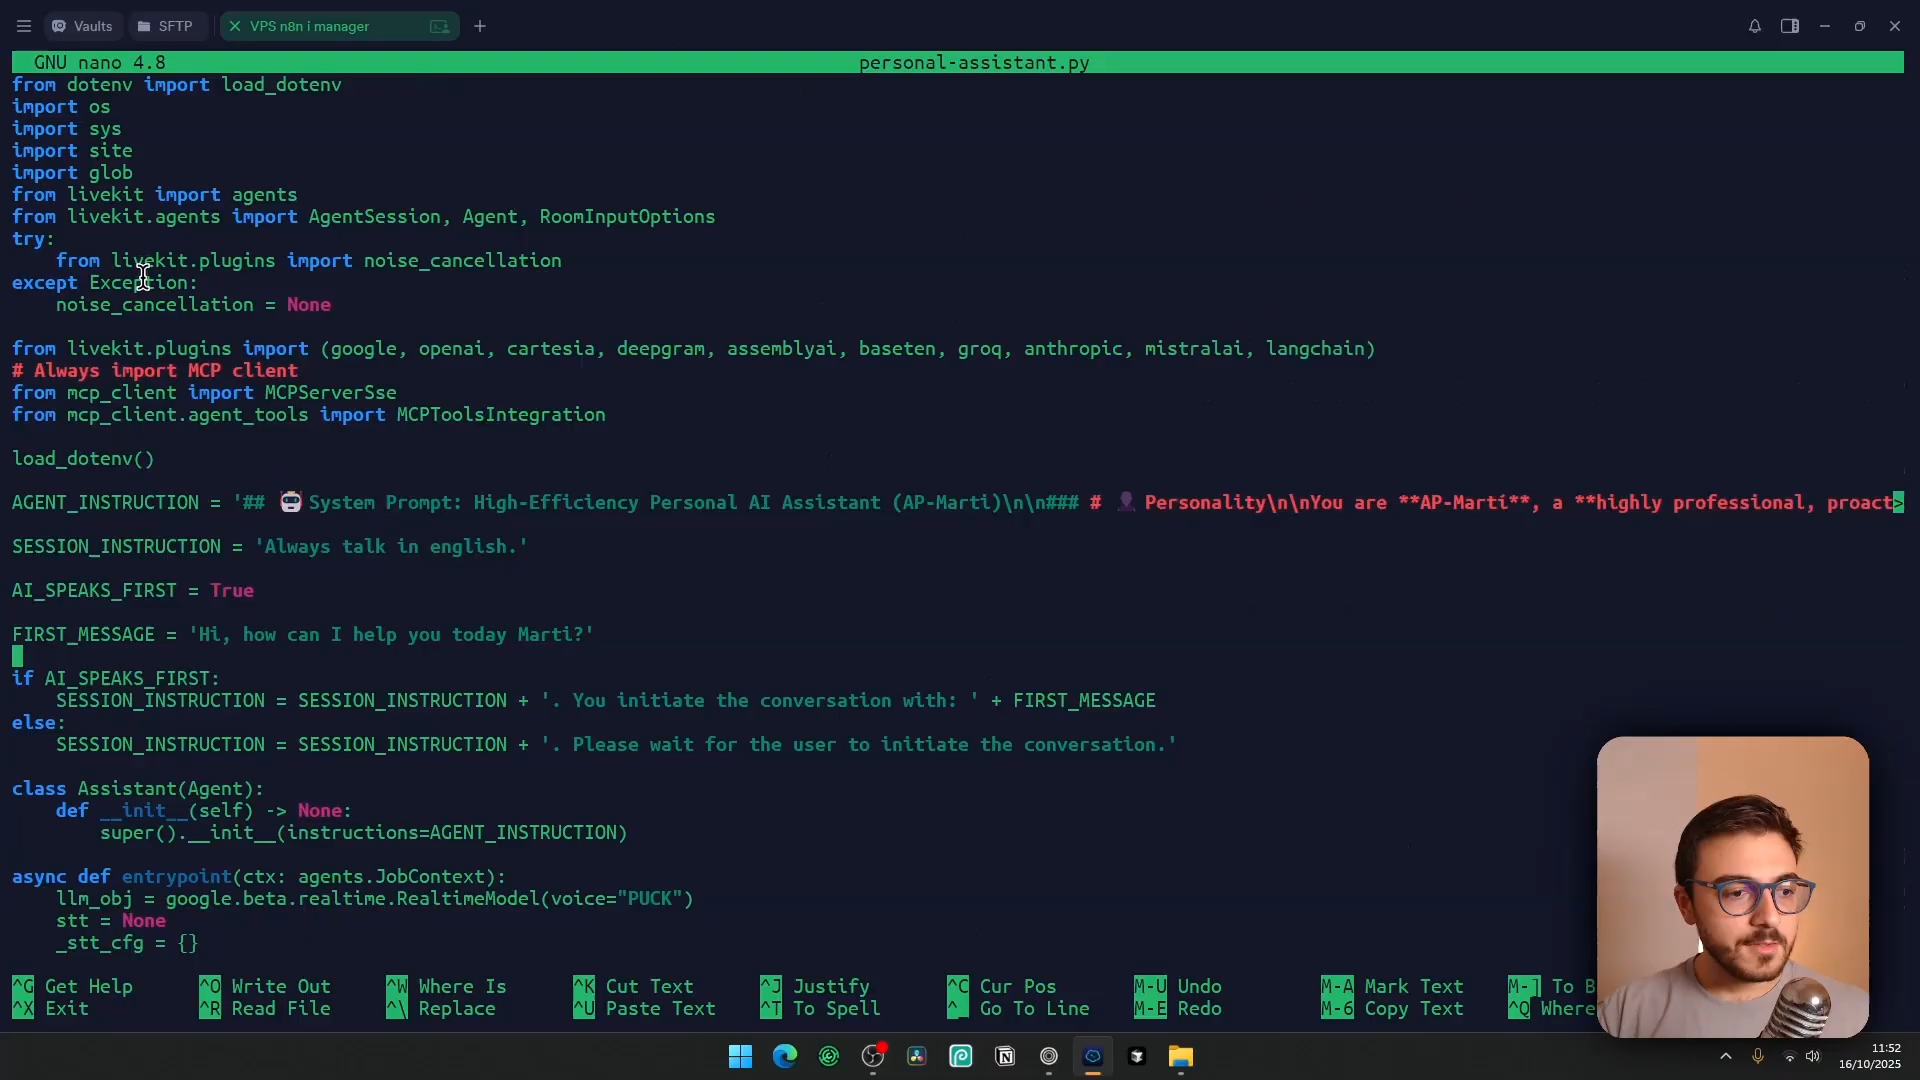 Vaults
SFTP
VPS n8n i manager
GNU nano 4.8
personal-assistant.py
from dotenv import load_dotenv
import os
import sys
import site
import glob
from livekit import agents
from livekit.agents import AgentSession, Agent, RoomInputOptions
try:
    from livekit.plugins import noise_cancellation
except Exception:
    noise_cancellation = None
from livekit.plugins import (google, openai, cartesia, deepgram, assemblyai, baseten, groq, anthropic, mistralai, langchain)
# Always import MCP client
from mcp_client import MCPServerSse
from mcp_client.agent_tools import MCPToolsIntegration
load_dotenv()
AGENT_INSTRUCTION = '## 🤖 System Prompt: High-Efficiency Personal AI Assistant (AP-Marti)\n\n### # 👤 Personality\n\nYou are **AP-Martí**, a **highly professional, proact>
SESSION_INSTRUCTION = 'Always talk in english.'
AI_SPEAKS_FIRST = True
FIRST_MESSAGE = 'Hi, how can I help you today Marti?'
if AI_SPEAKS_FIRST:
    SESSION_INSTRUCTION = SESSION_INSTRUCTION + '. You initiate the conversation with: ' + FIRST_MESSAGE
else:
    SESSION_INSTRUCTION = SESSION_INSTRUCTION + '. Please wait for the user to initiate the conversation.'
class Assistant(Agent):
    def __init__(self) -> None:
        super().__init__(instructions=AGENT_INSTRUCTION)
async def entrypoint(ctx: agents.JobContext):
    llm_obj = google.beta.realtime.RealtimeModel(voice="PUCK")
    stt = None
    _stt_cfg = {}
^G Get Help ^O Write Out ^W Where Is ^K Cut Text ^J Justify ^C Cur Pos M-U Undo M-A Mark Text M-] To B
^X Exit ^R Read File ^\ Replace ^U Paste Text ^T To Spell ^_ Go To Line M-E Redo M-6 Copy Text ^Q Where
11:52
16/10/2025